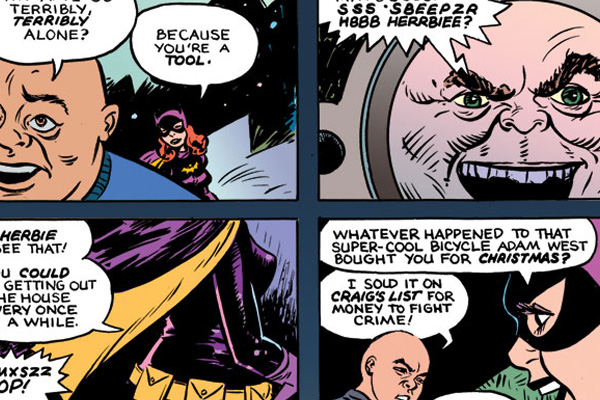 TERRIBLY,
TERRIBLY
ALONE?
BECAUSE
YOU'RE A
TOOL.
SSS·SBEEPZR
HBBB HERRBIEE?
HERBIE
SEE THAT!
COULD
GETTING OUT
HE HOUSE
VERY ONCE
A WHILE.
MXSZZ
OP!
WHATEVER HAPPENED TO THAT
SUPER-COOL BICYCLE ADAM WEST
BOUGHT YOU FOR CHRISTMAS?
I SOLD IT ON
CRAIG'S LIST FOR
MONEY TO FIGHT
CRIME!